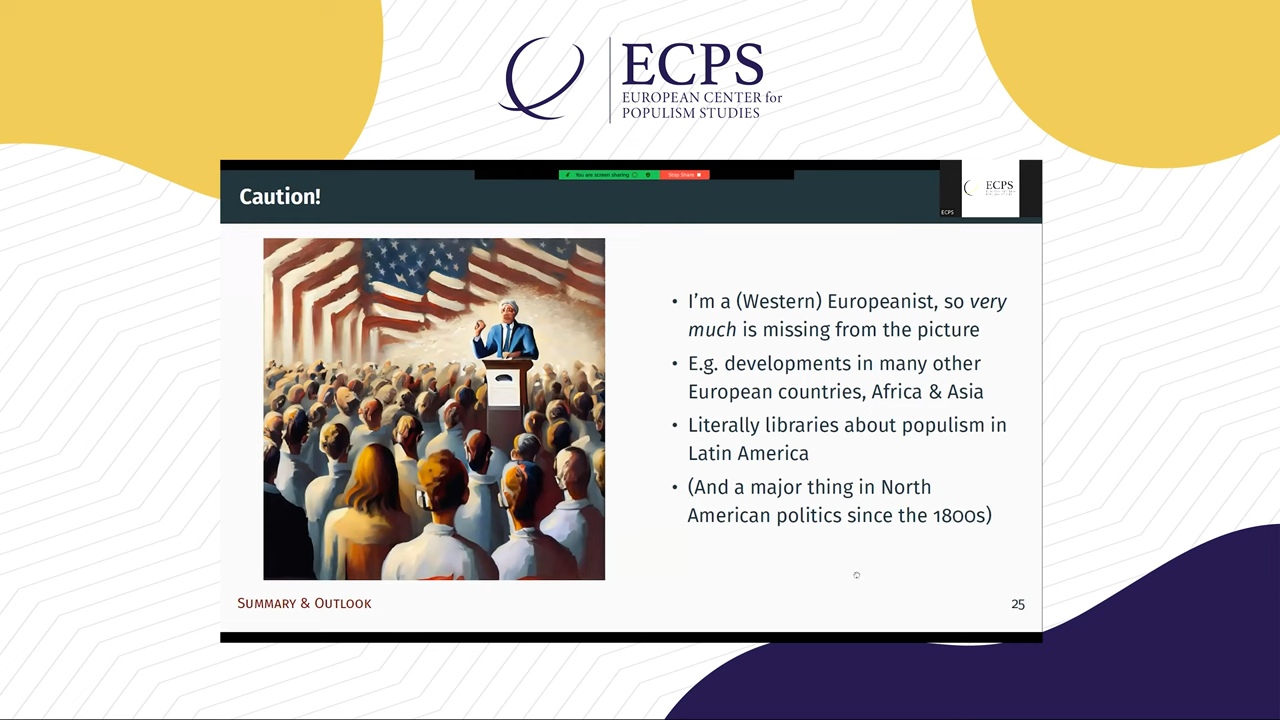 ECPS
EUROPEAN CENTER for
POPULISM STUDIES
You are screen sharing
Stop Share
Caution!
ECPS
ECPS
• I'm a (Western) Europeanist, so very
much is missing from the picture
• E.g. developments in many other
European countries, Africa & Asia
• Literally libraries about populism in
Latin America
• (And a major thing in North
American politics since the 1800s)
Summary & Outlook
25